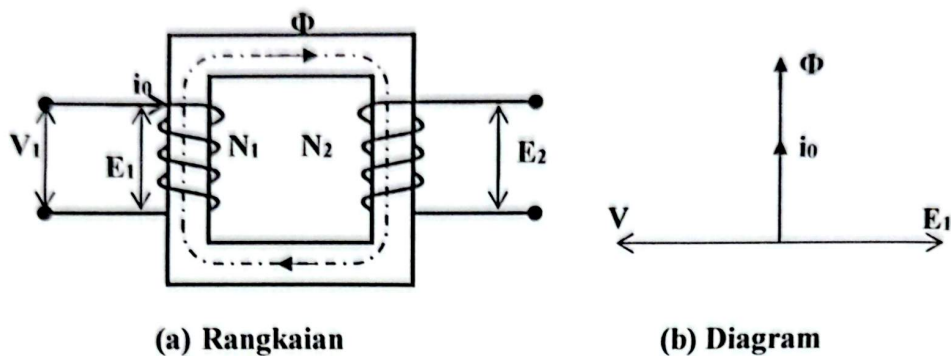 Φ
i₀
V₁
E₁
N₁
N₂
E₂
(a) Rangkaian
Φ
i₀
V
E₁
(b) Diagram